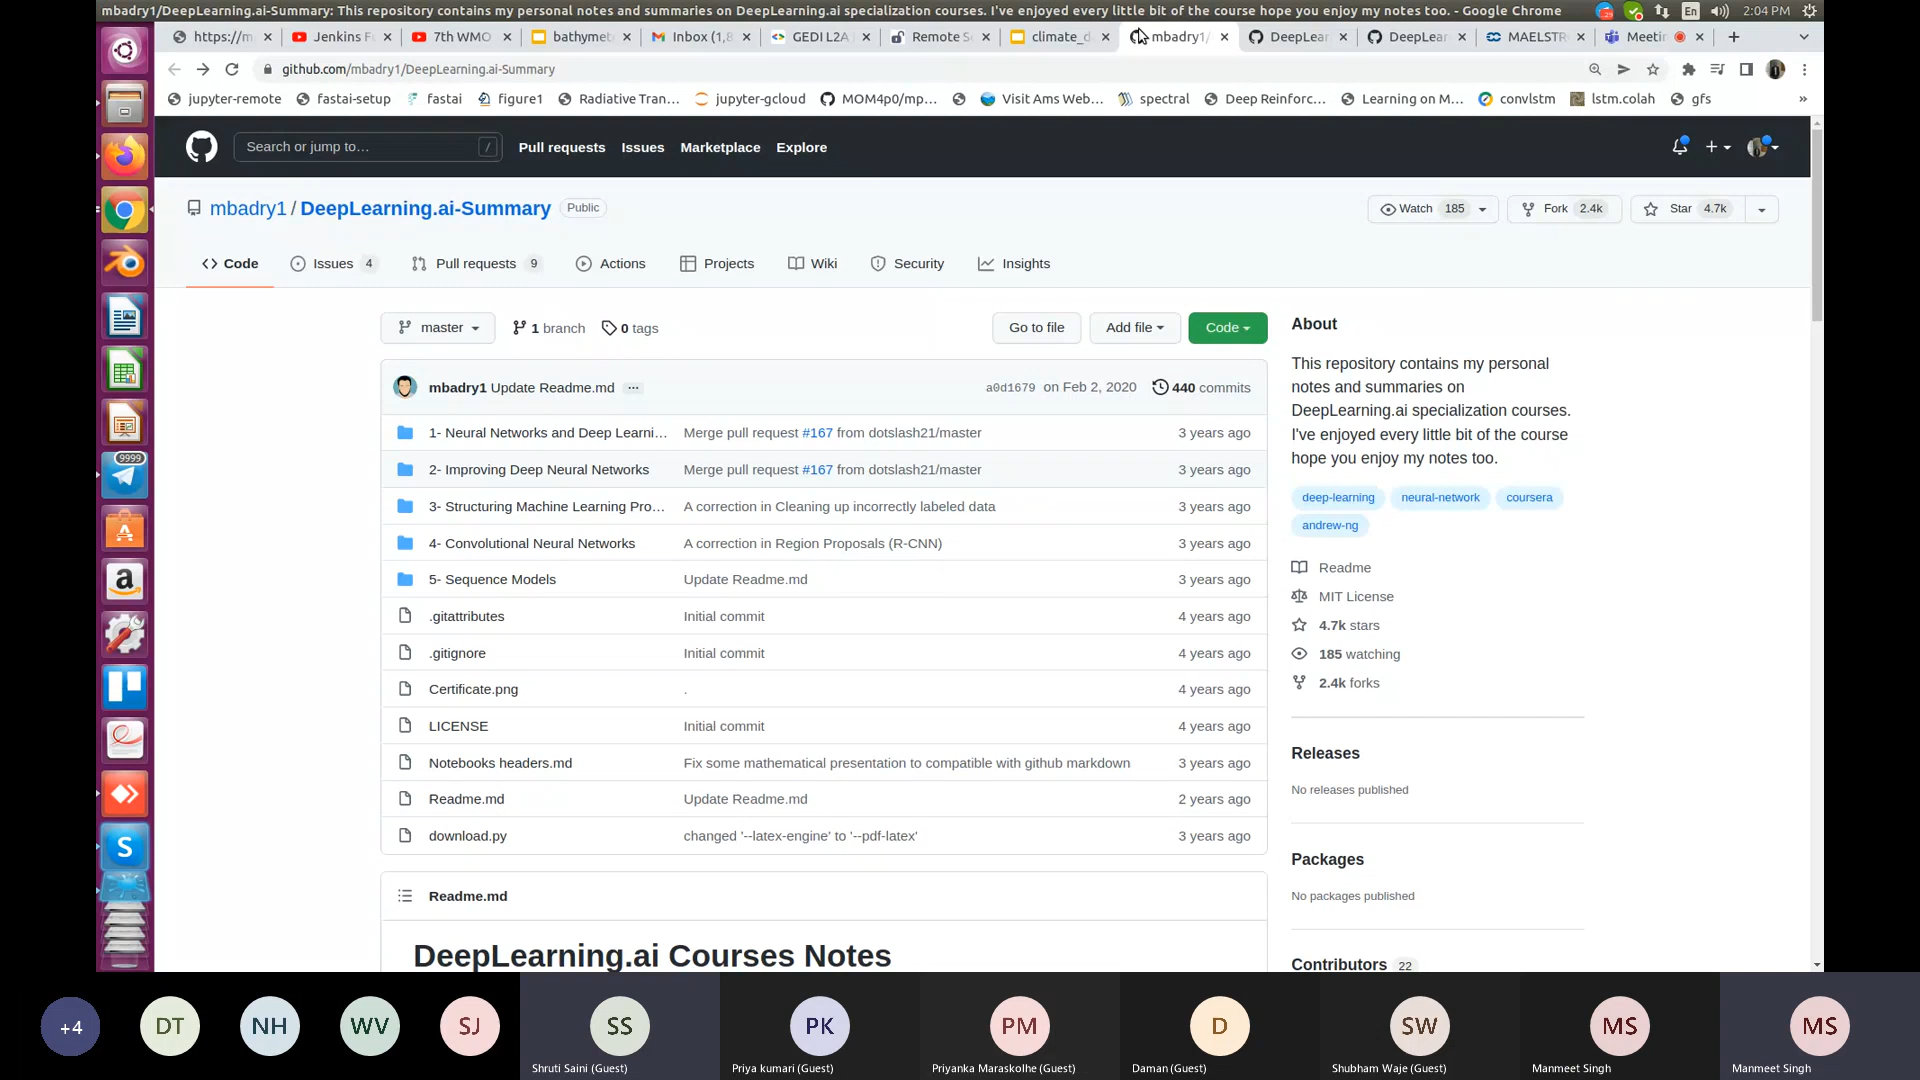 mbadry1/DeepLearning.ai-Summary: This repository contains my personal notes and summaries on DeepLearning.ai specialization courses. I've enjoyed every little bit of the course hope you enjoy my notes too. - Google Chrome
En 2:04 PM
https://m
Jenkins F
7th WMO
bathymet
Inbox (1,8
GEDI L2A
Remote S
climate_d
mbadry1/
DeepLear
DeepLear
MAELSTR
Meetin
github.com/mbadry1/DeepLearning.ai-Summary
jupyter-remote
fastai-setup
fastai
figure1
Radiative Tran...
jupyter-gcloud
MOM4p0/mp...
Visit Ams Web...
spectral
Deep Reinforc...
Learning on M...
convlstm
lstm.colah
gfs
»
Search or jump to...
/
Pull requests
Issues
Marketplace
Explore
mbadry1 / DeepLearning.ai-Summary
Public
Watch 185
Fork 2.4k
Star 4.7k
Code
Issues 4
Pull requests 9
Actions
Projects
Wiki
Security
Insights
master
1 branch
0 tags
Go to file
Add file
Code
mbadry1 Update Readme.md ...
a0d1679 on Feb 2, 2020
440 commits
1- Neural Networks and Deep Learni... Merge pull request #167 from dotslash21/master 3 years ago
2- Improving Deep Neural Networks Merge pull request #167 from dotslash21/master 3 years ago
3- Structuring Machine Learning Pro... A correction in Cleaning up incorrectly labeled data 3 years ago
4- Convolutional Neural Networks A correction in Region Proposals (R-CNN) 3 years ago
5- Sequence Models Update Readme.md 3 years ago
.gitattributes Initial commit 4 years ago
.gitignore Initial commit 4 years ago
Certificate.png . 4 years ago
LICENSE Initial commit 4 years ago
Notebooks headers.md Fix some mathematical presentation to compatible with github markdown 3 years ago
Readme.md Update Readme.md 2 years ago
download.py changed '--latex-engine' to '--pdf-latex' 3 years ago
Readme.md
DeepLearning.ai Courses Notes
About
This repository contains my personal
notes and summaries on
DeepLearning.ai specialization courses.
I've enjoyed every little bit of the course
hope you enjoy my notes too.
deep-learning
neural-network
coursera
andrew-ng
Readme
MIT License
4.7k stars
185 watching
2.4k forks
Releases
No releases published
Packages
No packages published
Contributors 22
9999
a
A
S
+4
DT
NH
WV
SJ
SS
Shruti Saini (Guest)
PK
Priya kumari (Guest)
PM
Priyanka Maraskolhe (Guest)
D
Daman (Guest)
SW
Shubham Waje (Guest)
MS
Manmeet Singh
MS
Manmeet Singh